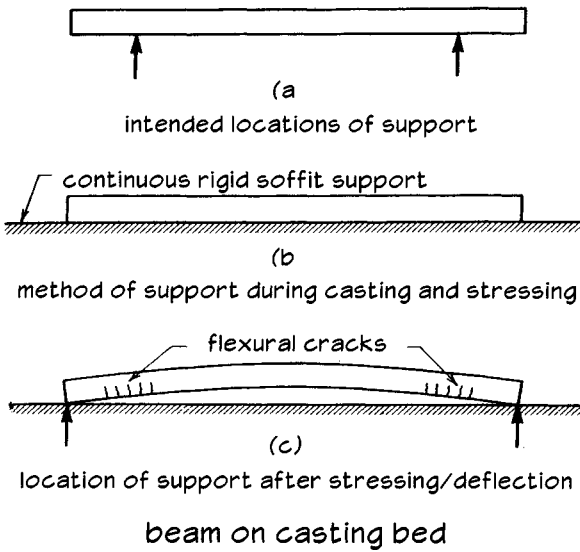 (a
intended locations of support
continuous rigid soffit support
(b
method of support during casting and stressing
flexural cracks
(c)
location of support after stressing/deflection
beam on casting bed